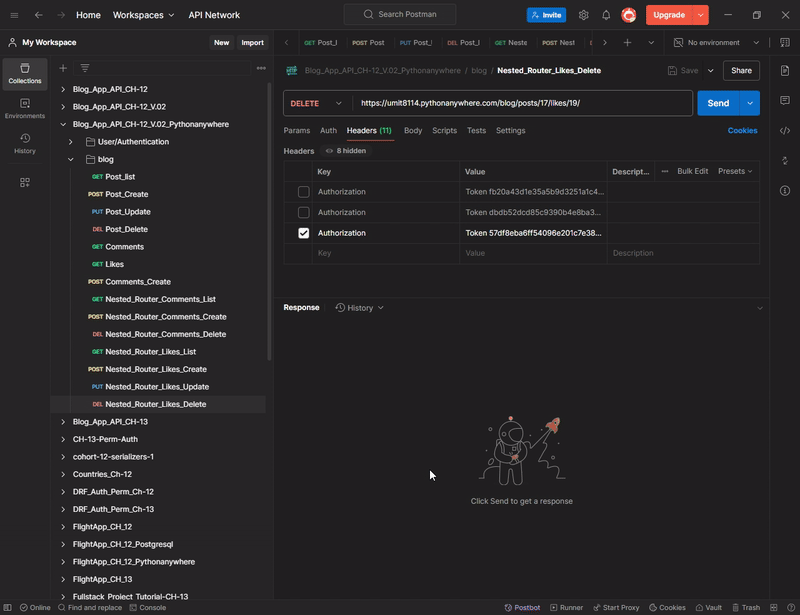 Home Workspaces API Network Search Postman Invite Upgrade
My Workspace New Import
GET Post_l POST Post PUT Post_l DEL Post_l GET Neste POST Nest No environment
Collections
Environments
History
Blog_App_API_CH-12
Blog_App_API_CH-12_V.02
Blog_App_API_CH-12_V.02_Pythonanywhere
User/Authentication
blog
GET Post_list
POST Post_Create
PUT Post_Update
DEL Post_Delete
GET Comments
GET Likes
POST Comments_Create
GET Nested_Router_Comments_List
POST Nested_Router_Comments_Create
DEL Nested_Router_Comments_Delete
GET Nested_Router_Likes_List
POST Nested_Router_Likes_Create
PUT Nested_Router_Likes_Update
DEL Nested_Router_Likes_Delete
Blog_App_API_CH-13
CH-13-Perm-Auth
cohort-12-serializers-1
Countries_Ch-12
DRF_Auth_Perm_Ch-12
DRF_Auth_Perm_Ch-13
FlightApp_CH_12
FlightApp_CH_12_Postgresql
FlightApp_CH_12_Pythonanywhere
FlightApp_CH_13
Fullstack_Project_Tutorial-CH-13
HTTP Blog_App_API_CH-12_V.02_Pythonanywhere / blog / Nested_Router_Likes_Delete Save Share
DELETE https://umit8114.pythonanywhere.com/blog/posts/17/likes/19/ Send
Params Auth Headers (11) Body Scripts Tests Settings Cookies
Headers 8 hidden
Key Value Descript... Bulk Edit Presets
Authorization Token fb20a43d1e35a5b9d3251a1c4...
Authorization Token dbdb52dcd85c9390b4e8ba3...
Authorization Token 57df8eba6ff54096e201c7e38...
Key Value Description
Response History
Click Send to get a response
Online Find and replace Console Postbot Runner Start Proxy Cookies Vault Trash